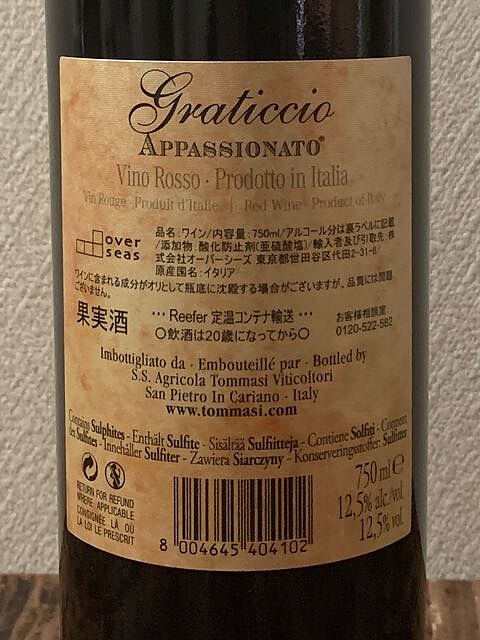 Graticcio
APPASSIONATO®
Vino Rosso · Prodotto in Italia
Vin Rouge · Produit d'Italie | Red Wine · Product of Italy
over seas
品名:ワイン/内容量:750ml/アルコール分は裏ラベルに記載
/添加物:酸化防止剤(亜硫酸塩)/輸入者及び引取先:株
式会社オーバーシーズ 東京都世田谷区代田2-31-8
原産国名:イタリア
ワインに含まれる成分がオリとして瓶底に沈殿する場合がございますが、品質には問題
ございません。
果実酒
··· Reefer 定温コンテナ輸送 ···
〇飲酒は20歳になってから〇
お客様相談室:
0120-522-582
Imbottigliato da · Embouteillé par · Bottled by
S.S. Agricola Tommasi Viticoltori
San Pietro In Cariano · Italy
www.tommasi.com
Contains Sulphites - Enthält Sulfite - Sisältää Sulfiitteja - Contiene Solfiti -
des Sulfites - Innehåller Sulfiter - Zawiera Siarczyny - Konserveringsstoffer: Sulfitter
RETURN FOR REFUND
WHERE APPLICABLE
CONSIGNÉE LÀ OÙ
LA LOI LE PRESCRIT
750 ml e
12,5% alc./vol.
12,5% vol.
8 004645 404102